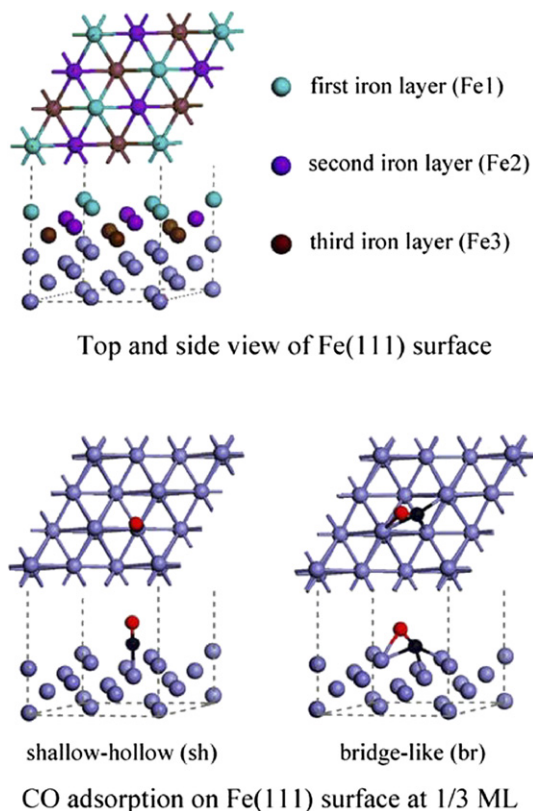 first iron layer (Fe1)
second iron layer (Fe2)
third iron layer (Fe3)
Top and side view of Fe(111) surface
shallow-hollow (sh)
bridge-like (br)
CO adsorption on Fe(111) surface at 1/3 ML